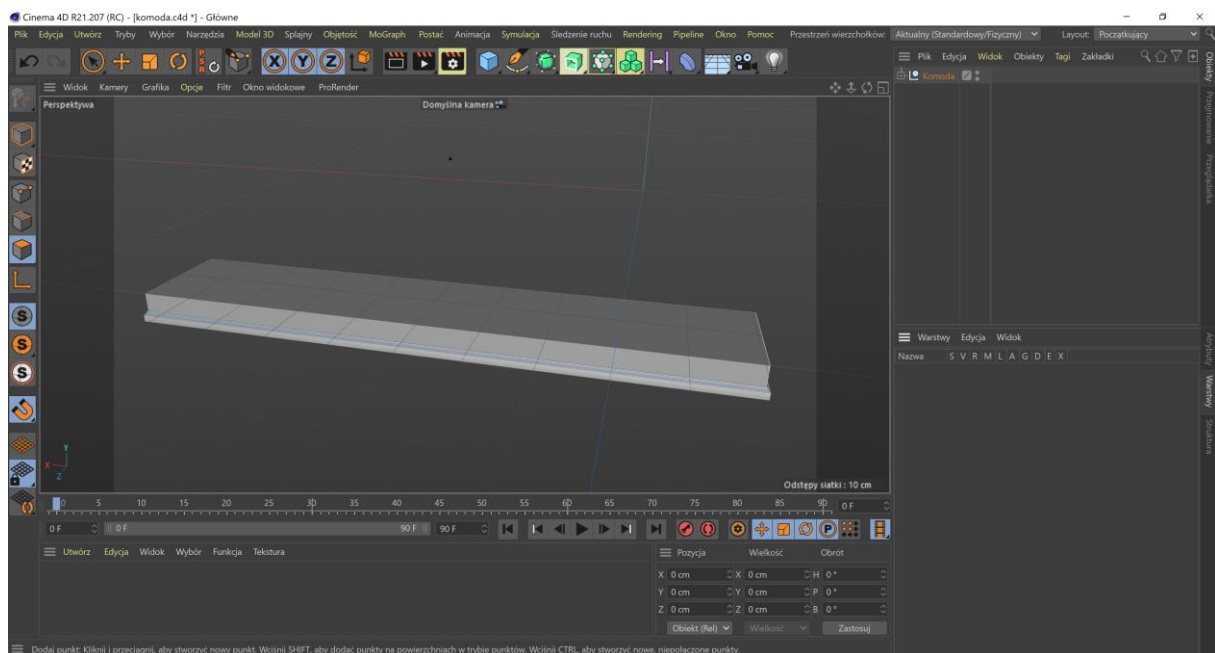 Cinema 4D R21.207 (RC) - [komoda.c4d *] - Główne
Plik Edycja Utwórz Tryby Wybór Narzędzia Model 3D Splajny Objętość MoGraph Postać Animacja Symulacja Śledzenie ruchu Rendering Pipeline Okno Pomoc Przestrzeń wierzchołków: Aktualny (Standardowy/Fizyczny) Layout: Początkujący
PSR X Y Z
Plik Edycja Widok Obiekty Tagi Zakładki
Komoda
Widok Kamery Grafika Opcje Filtr Okno widokowe ProRender
Perspektywa
Domyślna kamera
Obiekty
Przejmowanie
Przeglądarka
S
S
S
Warstwy Edycja Widok
Nazwa S V R M L A G D E X
Atrybuty
Warstwy
Struktura
Y
X
Z
Odstępy siatki : 10 cm
0 5 10 15 20 25 30 35 40 45 50 55 60 65 70 75 80 85 90 0 F
0 F 0 F 90 F 90 F P
Utwórz Edycja Widok Wybór Funkcja Tekstura
Pozycja Wielkość Obrót
X 0 cm X 0 cm H 0 °
Y 0 cm Y 0 cm P 0 °
Z 0 cm Z 0 cm B 0 °
Obiekt (Rel) Wielkość Zastosuj
Dodaj punkt: Kliknij i przeciągnij, aby stworzyć nowy punkt. Wciśnij SHIFT, aby dodać punkty na powierzchniach w trybie punktów. Wciśnij CTRL, aby stworzyć nowe, niepołączone punkty.